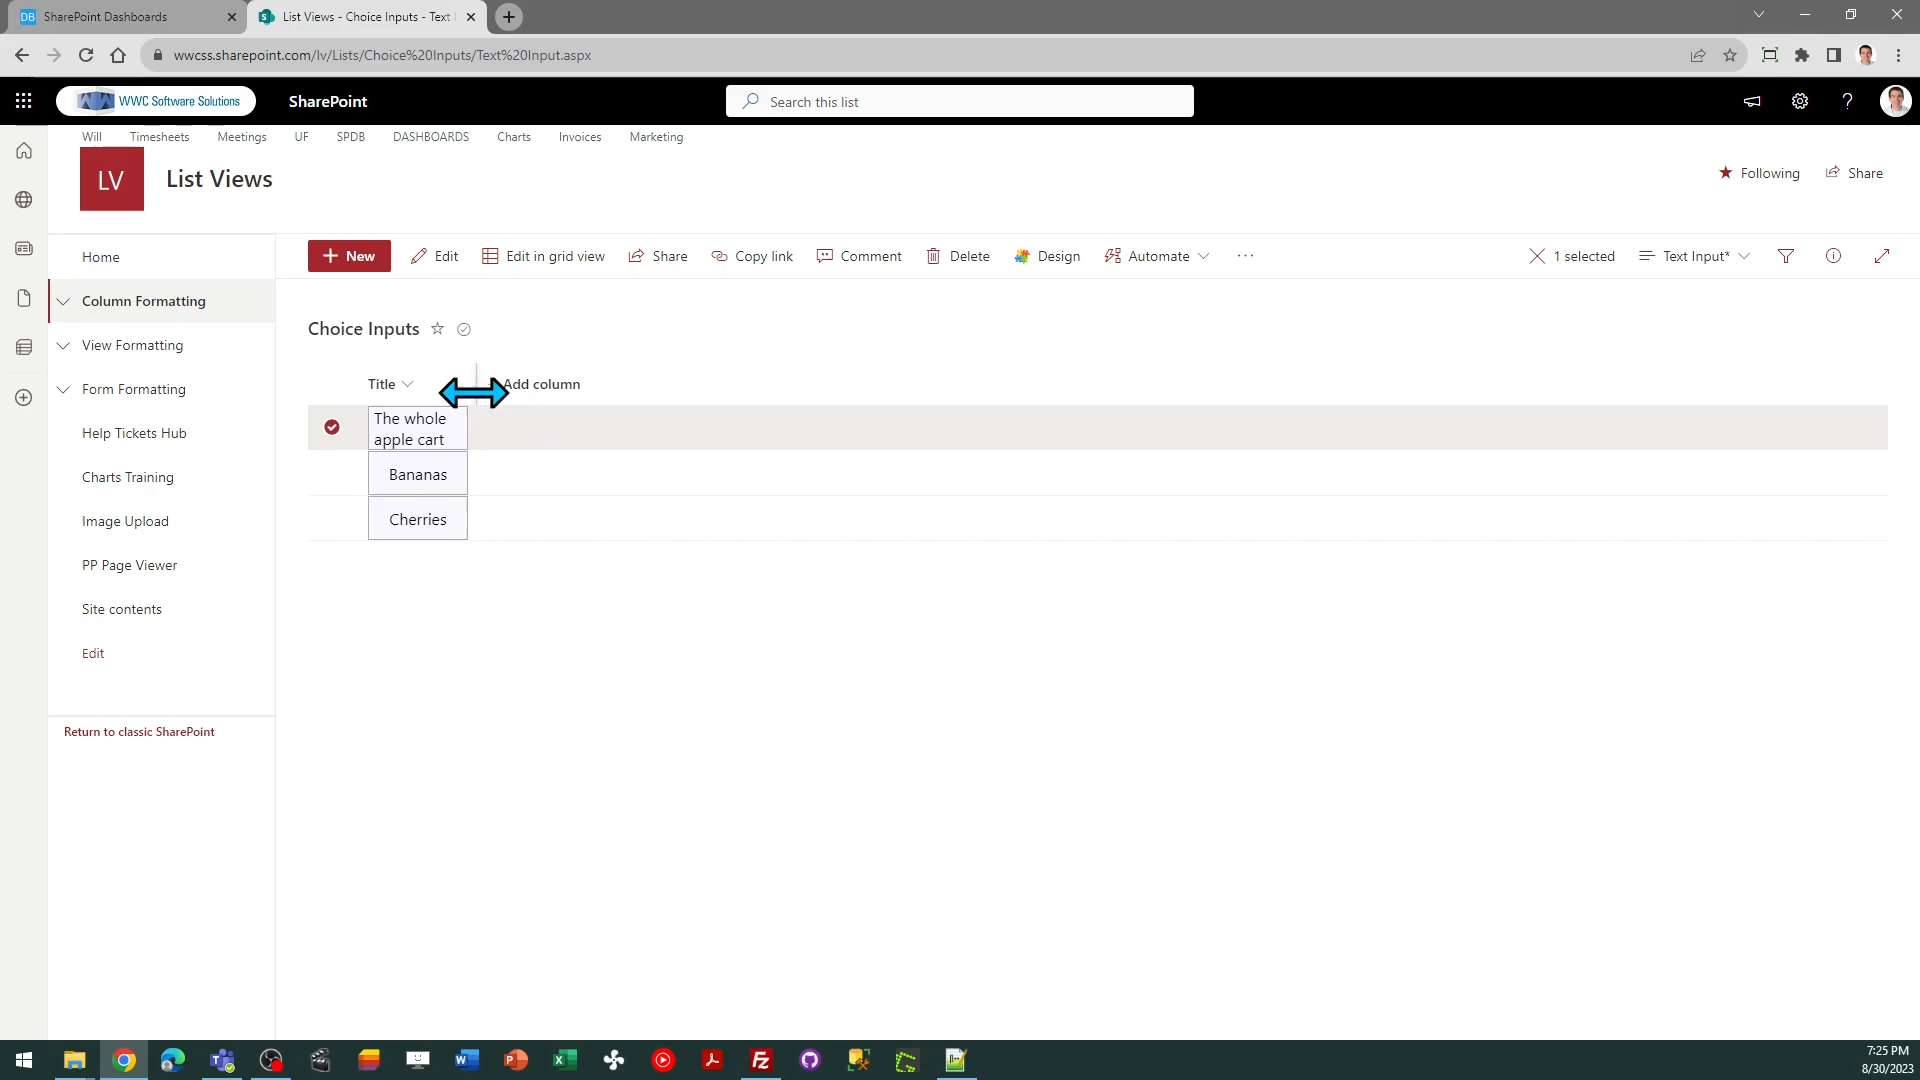 DB SharePoint Dashboards
S List Views - Choice Inputs - Text
wwcss.sharepoint.com/lv/Lists/Choice%20Inputs/Text%20Input.aspx
WWC Software Solutions
SharePoint
Search this list
Will Timesheets Meetings UF SPDB DASHBOARDS Charts Invoices Marketing
LV
List Views
Following
Share
Home
Column Formatting
View Formatting
Form Formatting
Help Tickets Hub
Charts Training
Image Upload
PP Page Viewer
Site contents
Edit
Return to classic SharePoint
New Edit Edit in grid view Share Copy link Comment Delete Design Automate ··· 1 selected Text Input*
Choice Inputs
Title
Add column
The whole
apple cart
Bananas
Cherries
7:25 PM
8/30/2023